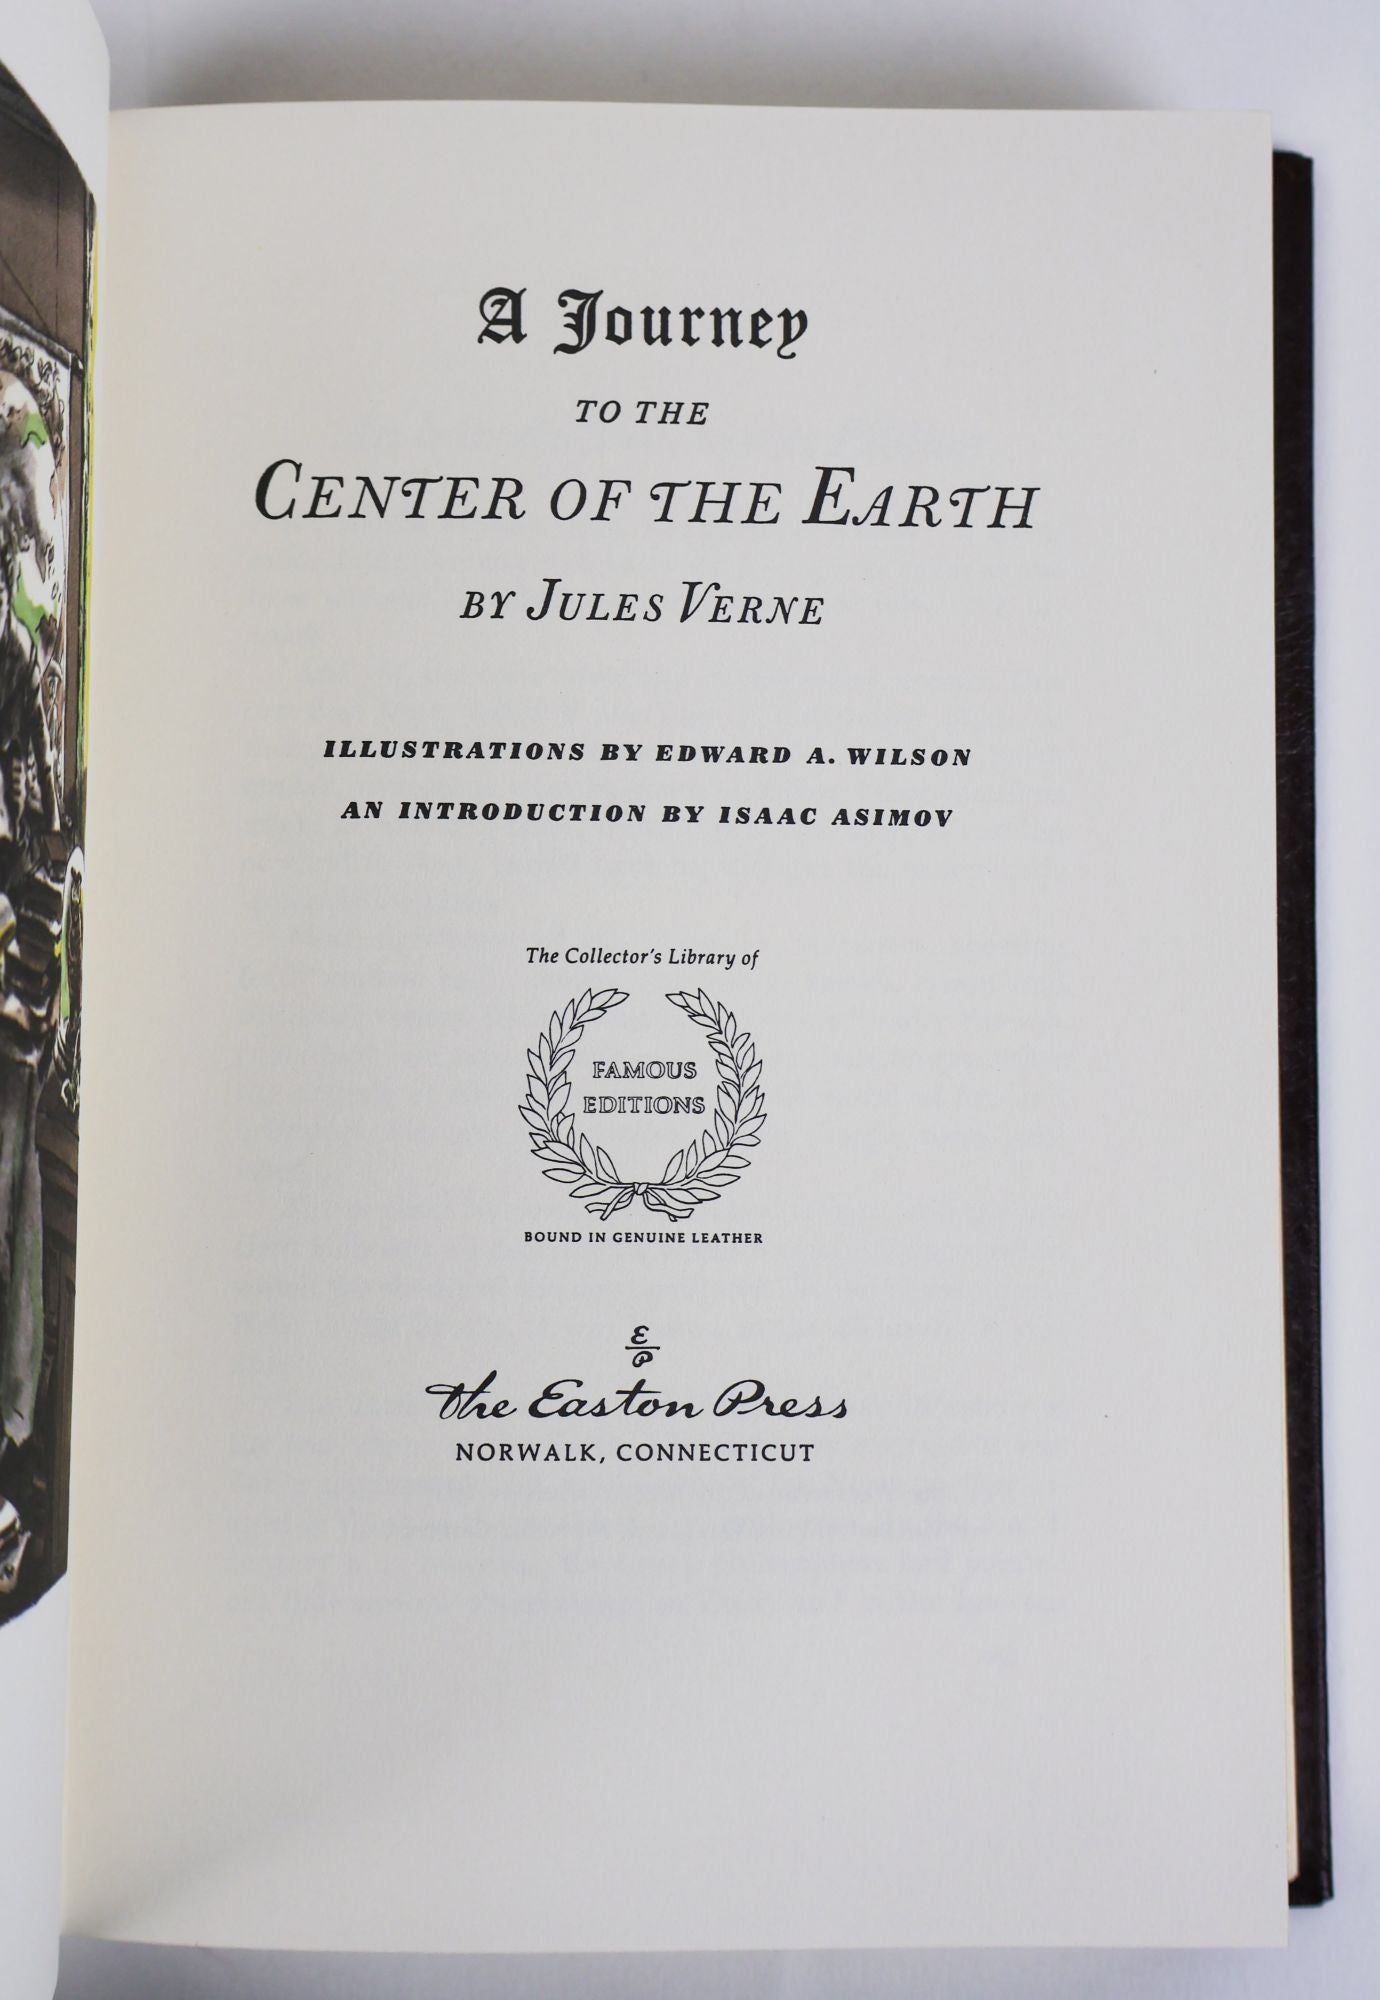 A Journey
TO THE
CENTER OF THE EARTH
BY JULES VERNE
ILLUSTRATIONS BY EDWARD A. WILSON
AN INTRODUCTION BY ISAAC ASIMOV
The Collector's Library of
FAMOUS
EDITIONS
BOUND IN GENUINE LEATHER
E
P
The Easton Press
NORWALK, CONNECTICUT